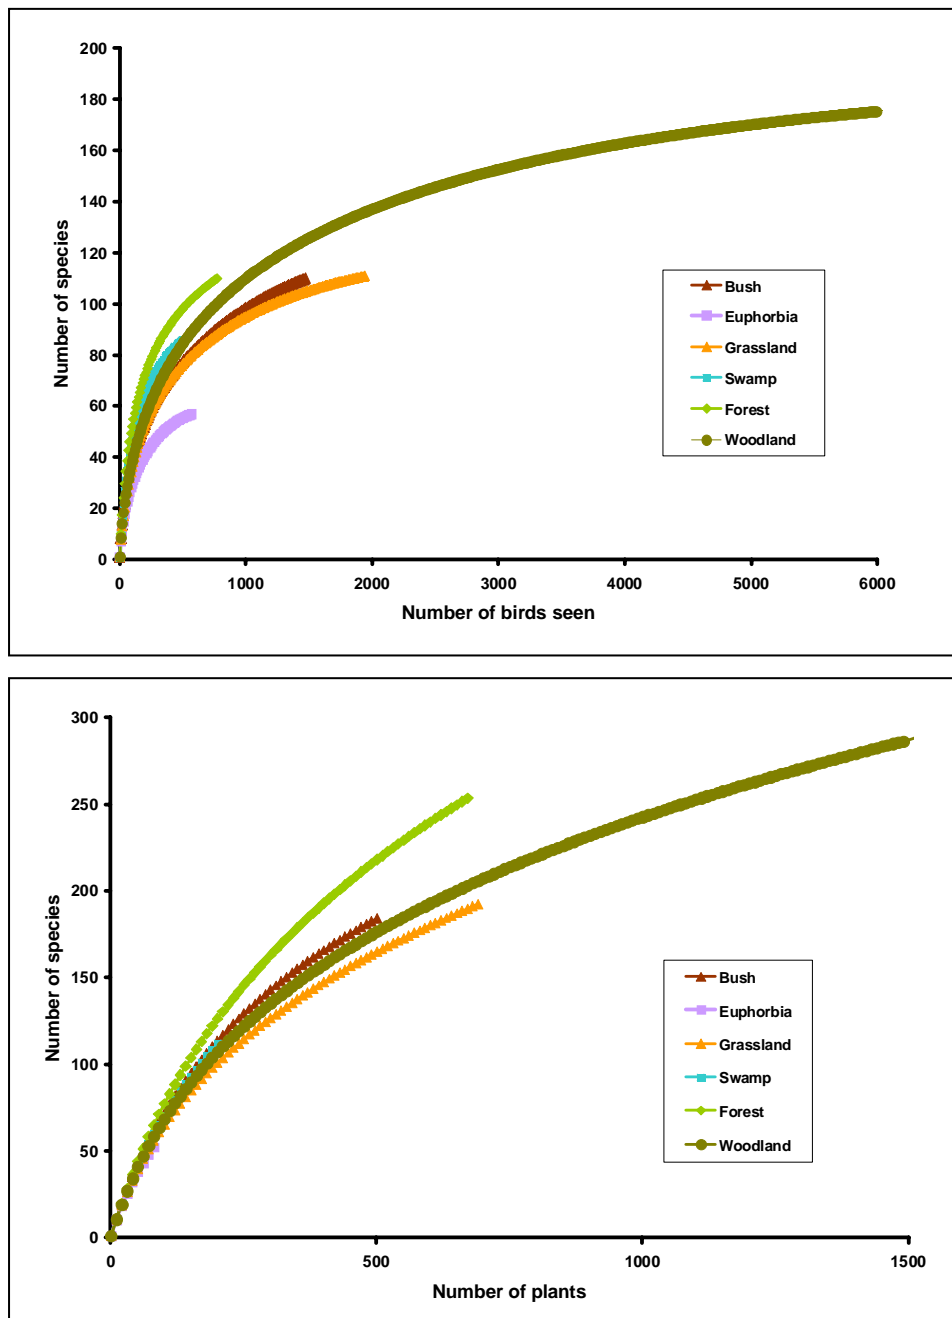 200
180
160
140
120
100
80
60
40
20
0
Number of species
0 1000 2000 3000 4000 5000 6000
Number of birds seen
Bush
Euphorbia
Grassland
Swamp
Forest
Woodland
300
250
200
150
100
50
0
Number of species
0 500 1000 1500
Number of plants
Bush
Euphorbia
Grassland
Swamp
Forest
Woodland